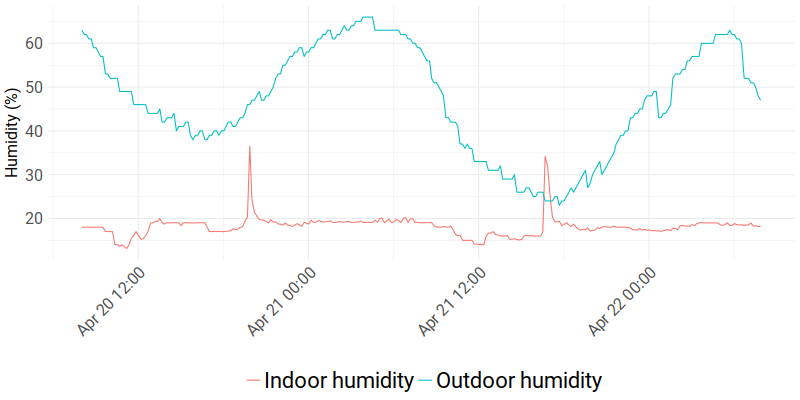 Humidity (%)
60
50
40
30
20
Apr 20 12:00
Apr 21 00:00
Apr 21 12:00
Apr 22 00:00
Indoor humidity
Outdoor humidity